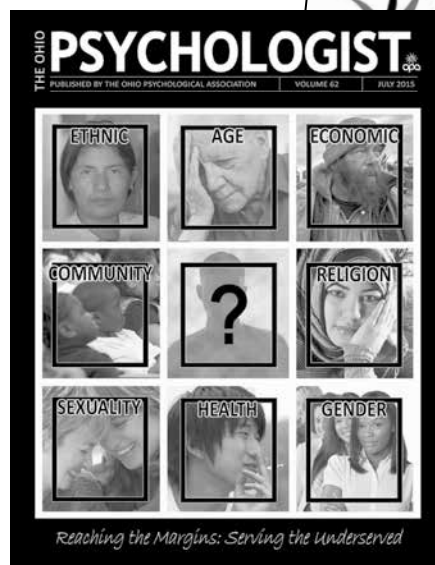 THE OHIO
PSYCHOLOGIST
opa
PUBLISHED BY THE OHIO PSYCHOLOGICAL ASSOCIATION VOLUME 62 JULY 2015
ETHNIC AGE ECONOMIC
COMMUNITY ? RELIGION
SEXUALITY HEALTH GENDER
Reaching the Margins: Serving the Underserved